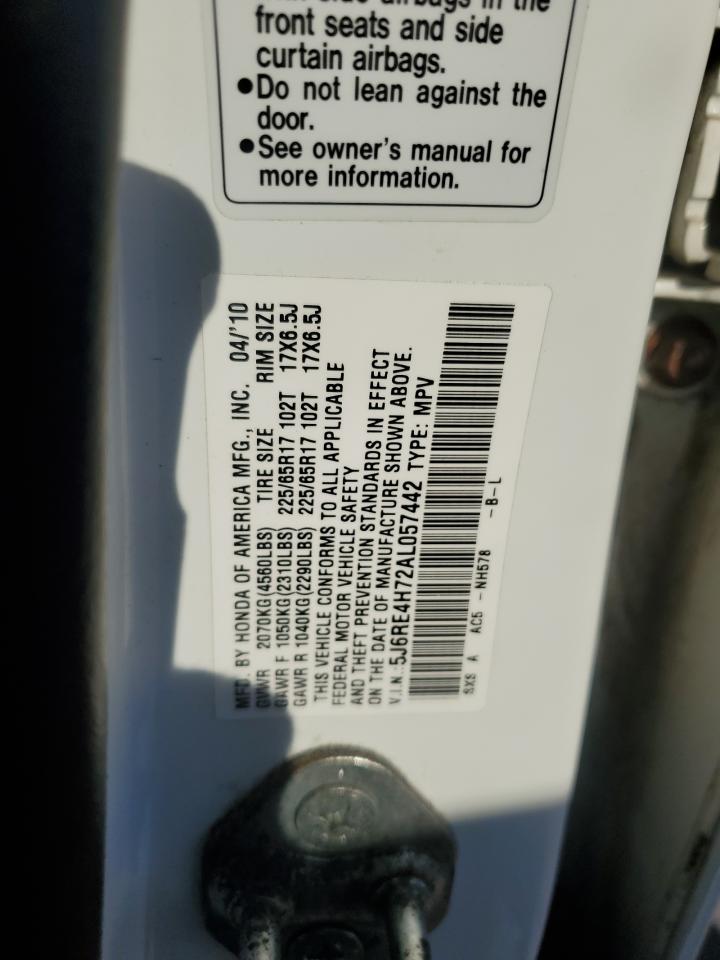 front seats and side
curtain airbags.
●Do not lean against the
door.
●See owner's manual for
more information.
MFD. BY HONDA OF AMERICA MFG., INC. 04/'10
GVWR 2070KG(4560LBS) TIRE SIZE RIM SIZE
GAWR F 1050KG(2310LBS) 225/65R17 102T 17X6.5J
GAWR R 1040KG(2290LBS) 225/65R17 102T 17X6.5J
THIS VEHICLE CONFORMS TO ALL APPLICABLE
FEDERAL MOTOR VEHICLE SAFETY
AND THEFT PREVENTION STANDARDS IN EFFECT
ON THE DATE OF MANUFACTURE SHOWN ABOVE.
V.I.N.:5J6RE4H72AL057442 TYPE: MPV
SXS A AC5 -NH578 -B-L